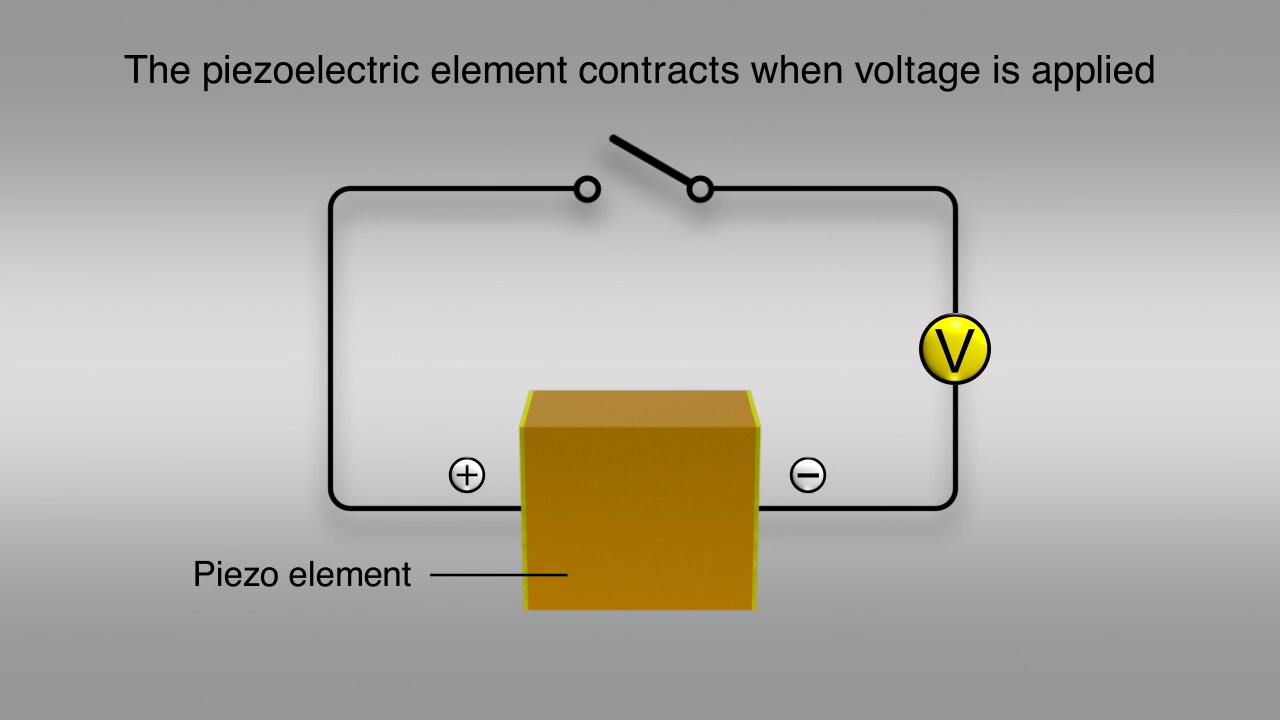 The piezoelectric element contracts when voltage is applied
V
+
−
Piezo element